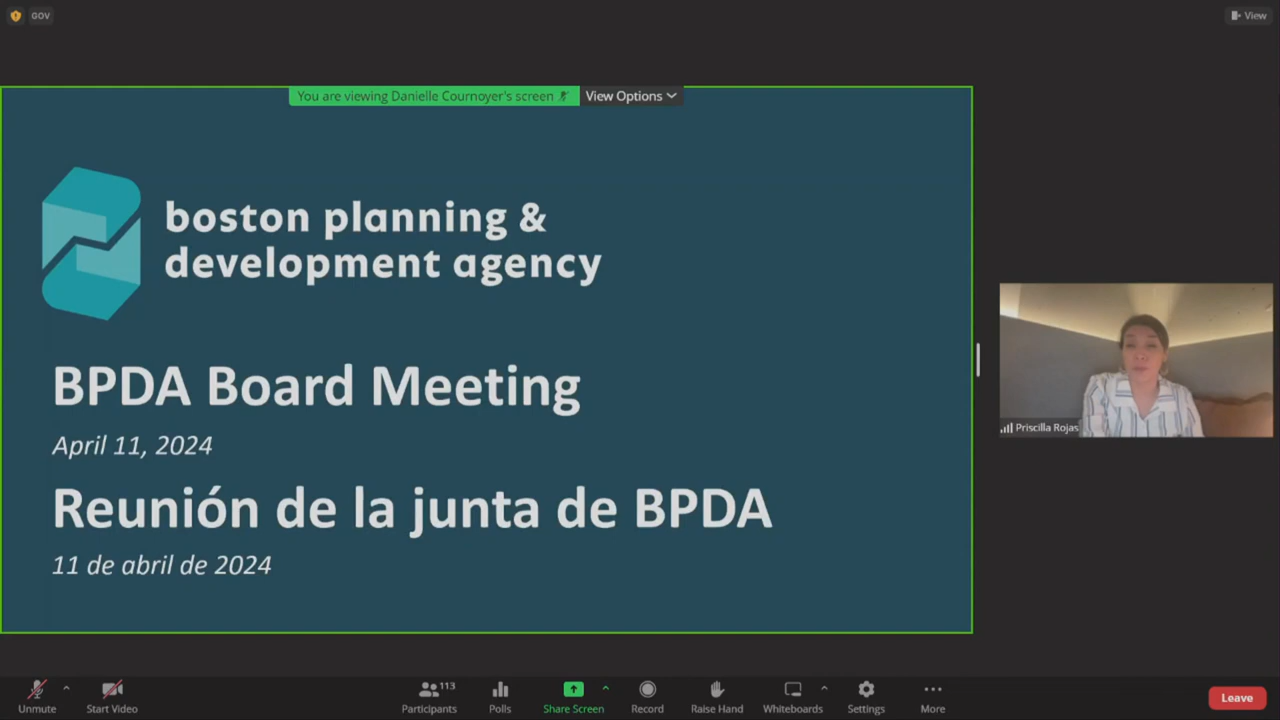 GOV
View
You are viewing Danielle Cournoyer's screen
View Options
boston planning &
development agency
BPDA Board Meeting
April 11, 2024
Reunión de la junta de BPDA
11 de abril de 2024
Priscilla Rojas
113
Unmute
Start Video
Participants
Polls
Share Screen
Record
Raise Hand
Whiteboards
Settings
More
Leave